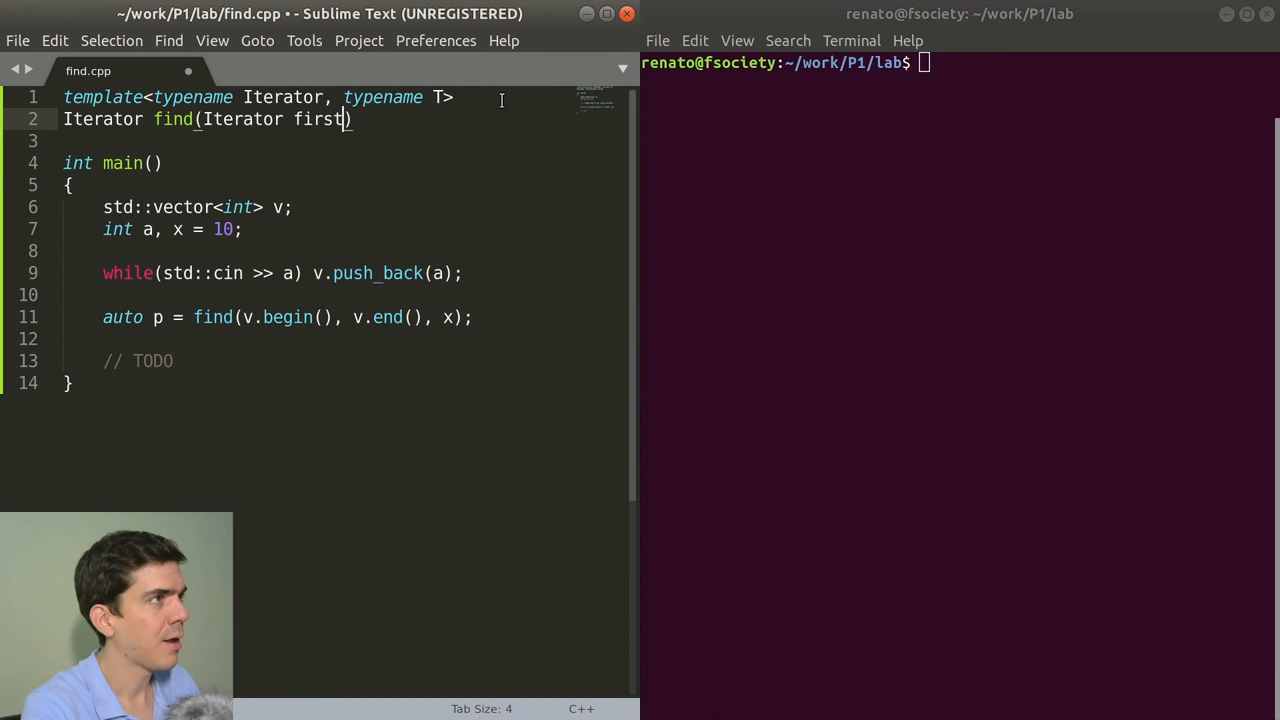 ~/work/P1/lab/find.cpp • - Sublime Text (UNREGISTERED)
File Edit Selection Find View Goto Tools Project Preferences Help
find.cpp
1 template<typename Iterator, typename T>
2 Iterator find(Iterator first)
3
4 int main()
5 {
6 std::vector<int> v;
7 int a, x = 10;
8
9 while(std::cin >> a) v.push_back(a);
10
11 auto p = find(v.begin(), v.end(), x);
12
13 // TODO
14 }
Tab Size: 4 C++
renato@fsociety: ~/work/P1/lab
File Edit View Search Terminal Help
renato@fsociety:~/work/P1/lab$